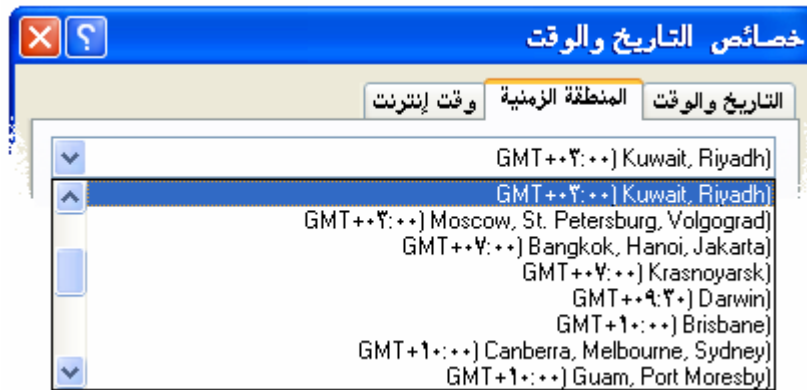 خصائص التاريخ والوقت
التاريخ والوقت المنطقة الزمنية وقت إنترنت
GMT+٠٣:٠٠) Kuwait, Riyadh)
GMT+٠٣:٠٠) Kuwait, Riyadh)
GMT+٠٣:٠٠) Moscow, St. Petersburg, Volgograd)
GMT+٠٧:٠٠) Bangkok, Hanoi, Jakarta)
GMT+٠٧:٠٠) Krasnoyarsk)
GMT+٠٩:٣٠) Darwin)
GMT+١٠:٠٠) Brisbane)
GMT+١٠:٠٠) Canberra, Melbourne, Sydney)
GMT+١٠:٠٠) Guam, Port Moresby)